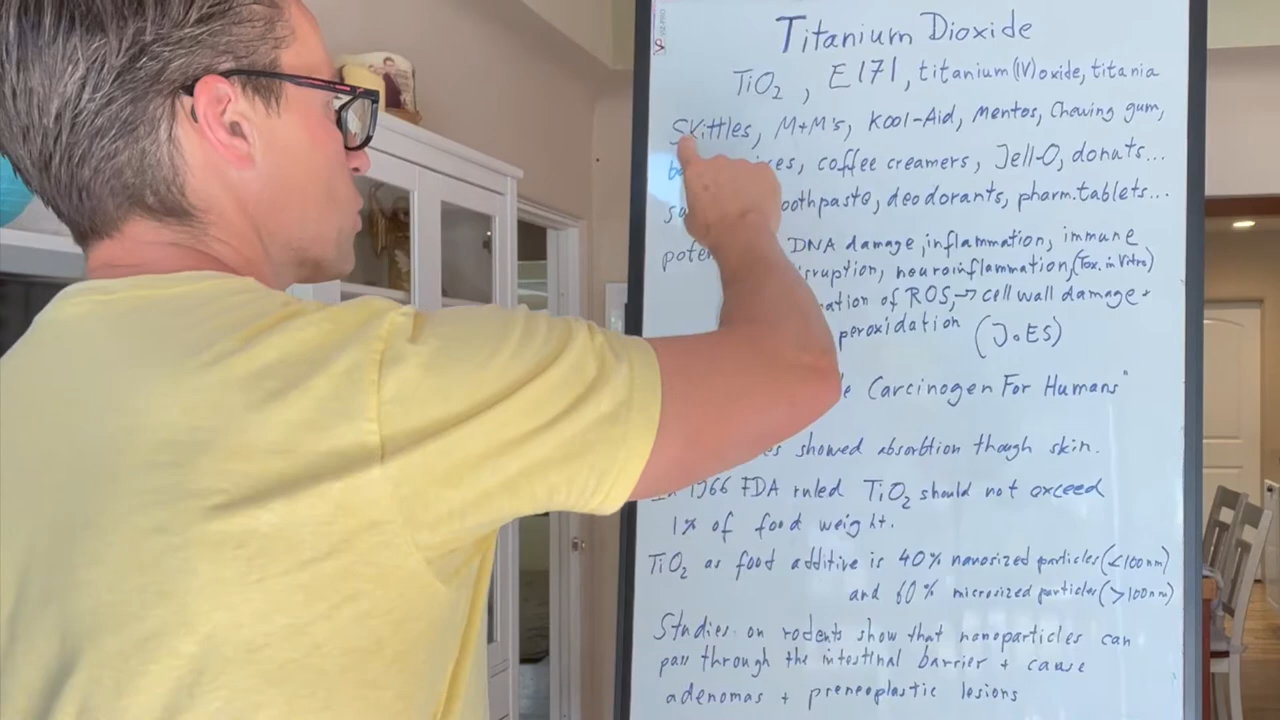 Titanium Dioxide
TiO2, E171, titanium(IV)oxide, titania
Skittles, M+M's, Kool-Aid, Mentos, Chewing gum,
coffee creamers, Jell-O, donuts...
toothpaste, deodorants, pharm. tablets...
DNA damage, inflammation, immune
neuroinflammation, (Tox. in Vitro)
of ROS, → cell wall damage +
peroxidation (J.o ES)
Carcinogen For Humans"
showed absorbtion though skin.
In 1966 FDA ruled TiO2 should not exceed
1% of food weight.
TiO2 as food additive is 40% nanosized particles (<100nm)
and 60% microsized particles (>100nm)
Studies on rodents show that nanoparticles can
pass through the intestinal barrier + cause
adenomas + preneoplastic lesions